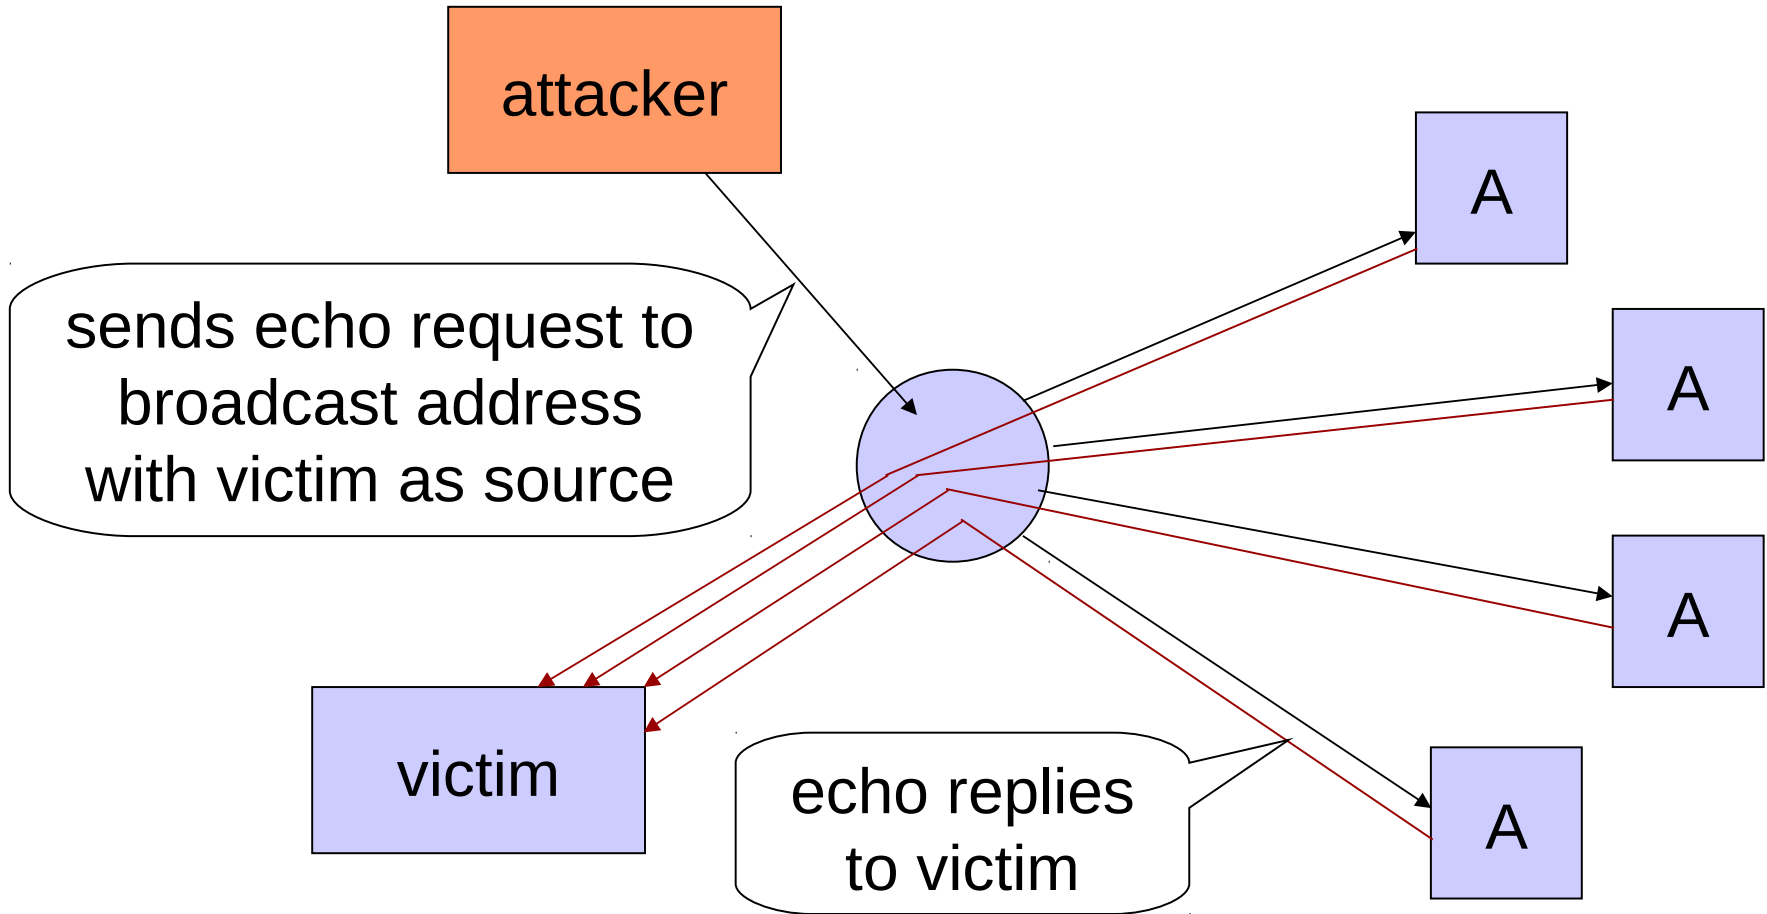 attacker
A
sends echo request to
broadcast address
with victim as source
A
A
victim
echo replies
to victim
A